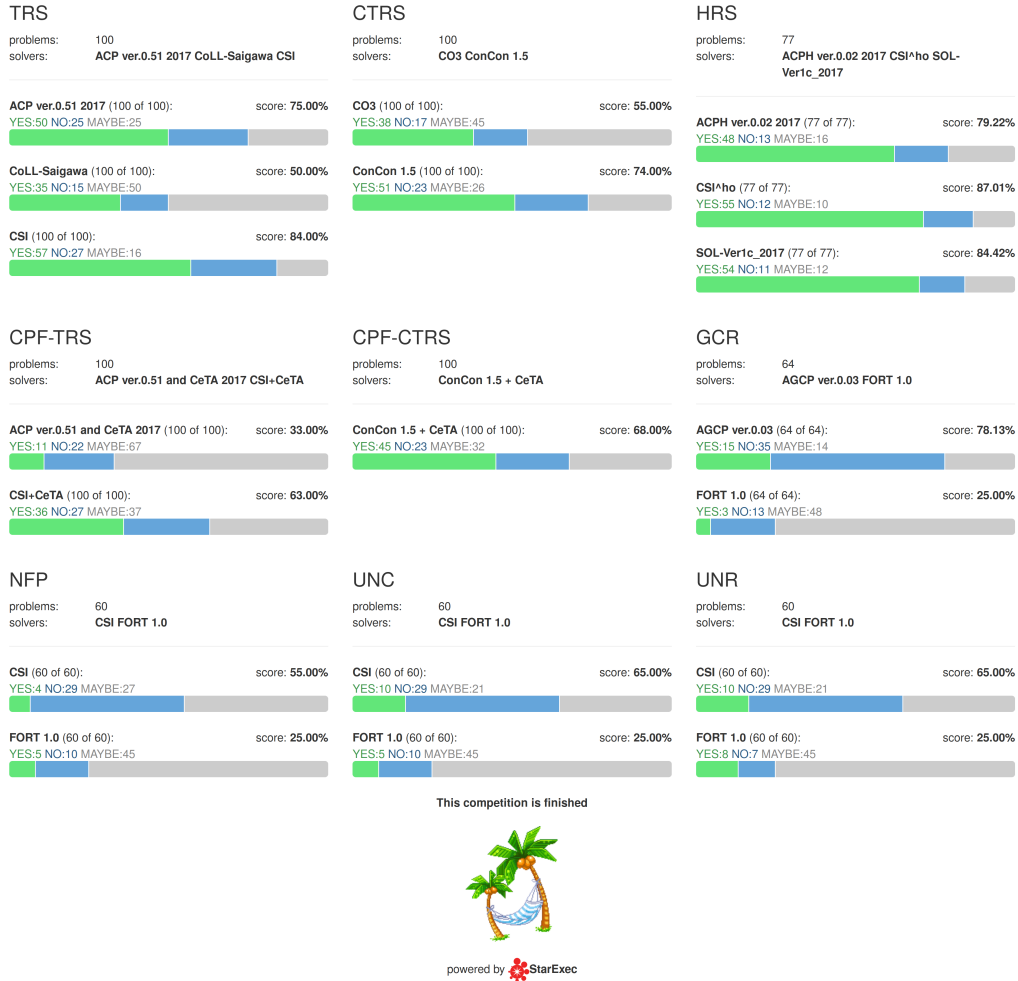 TRS
problems: 100
solvers: ACP ver.0.51 2017 CoLL-Saigawa CSI
ACP ver.0.51 2017 (100 of 100): score: 75.00%
YES:50 NO:25 MAYBE:25
CoLL-Saigawa (100 of 100): score: 50.00%
YES:35 NO:15 MAYBE:50
CSI (100 of 100): score: 84.00%
YES:57 NO:27 MAYBE:16
CTRS
problems: 100
solvers: CO3 ConCon 1.5
CO3 (100 of 100): score: 55.00%
YES:38 NO:17 MAYBE:45
ConCon 1.5 (100 of 100): score: 74.00%
YES:51 NO:23 MAYBE:26
HRS
problems: 77
solvers: ACPH ver.0.02 2017 CSI^ho SOL-
Ver1c_2017
ACPH ver.0.02 2017 (77 of 77): score: 79.22%
YES:48 NO:13 MAYBE:16
CSI^ho (77 of 77): score: 87.01%
YES:55 NO:12 MAYBE:10
SOL-Ver1c_2017 (77 of 77): score: 84.42%
YES:54 NO:11 MAYBE:12
CPF-TRS
problems: 100
solvers: ACP ver.0.51 and CeTA 2017 CSI+CeTA
ACP ver.0.51 and CeTA 2017 (100 of 100): score: 33.00%
YES:11 NO:22 MAYBE:67
CSI+CeTA (100 of 100): score: 63.00%
YES:36 NO:27 MAYBE:37
CPF-CTRS
problems: 100
solvers: ConCon 1.5 + CeTA
ConCon 1.5 + CeTA (100 of 100): score: 68.00%
YES:45 NO:23 MAYBE:32
GCR
problems: 64
solvers: AGCP ver.0.03 FORT 1.0
AGCP ver.0.03 (64 of 64): score: 78.13%
YES:15 NO:35 MAYBE:14
FORT 1.0 (64 of 64): score: 25.00%
YES:3 NO:13 MAYBE:48
NFP
problems: 60
solvers: CSI FORT 1.0
CSI (60 of 60): score: 55.00%
YES:4 NO:29 MAYBE:27
FORT 1.0 (60 of 60): score: 25.00%
YES:5 NO:10 MAYBE:45
UNC
problems: 60
solvers: CSI FORT 1.0
CSI (60 of 60): score: 65.00%
YES:10 NO:29 MAYBE:21
FORT 1.0 (60 of 60): score: 25.00%
YES:5 NO:10 MAYBE:45
UNR
problems: 60
solvers: CSI FORT 1.0
CSI (60 of 60): score: 65.00%
YES:10 NO:29 MAYBE:21
FORT 1.0 (60 of 60): score: 25.00%
YES:8 NO:7 MAYBE:45
This competition is finished
powered by StarExec